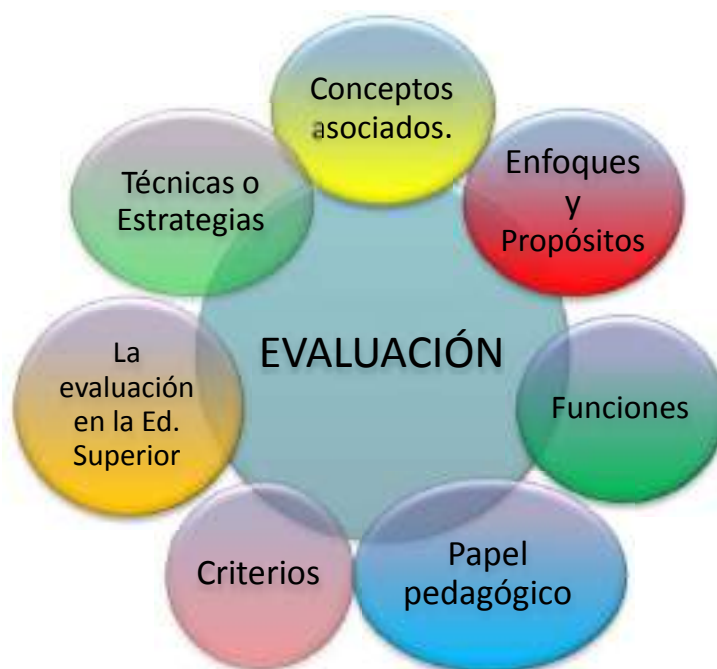 Conceptos
asociados.
Enfoques
y
Propósitos
Funciones
Papel
pedagógico
Criterios
La
evaluación
en la Ed.
Superior
Técnicas o
Estrategias
EVALUACIÓN